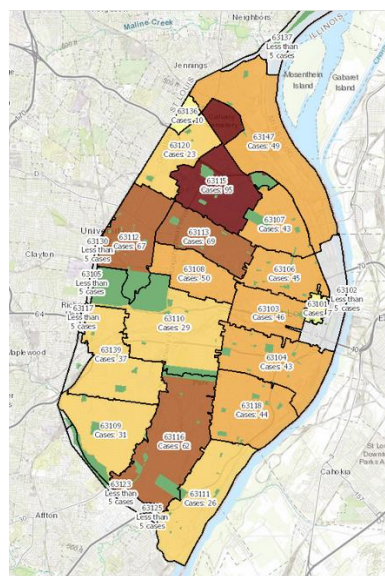 Neighbors
Maline Creek
63137
Less than
5 cases
ILLINOIS
Jennings
Mosenthein
Island
Gabaret
Island
63136
Cases: 10
63147
Cases: 49
63120
Cases: 23
63115
Cases: 95
63107
Cases: 43
63112
Cases: 67
63113
Cases: 69
63130
Less than
5 cases
Clayton
63108
Cases: 50
63106
Cases: 45
63105
Less than
5 cases
63102
Less than
5 cases
63101
Cases: 7
63103
Cases: 46
63117
Less than
5 cases
63110
Cases: 29
63139
Cases: 37
63104
Cases: 43
63118
Cases: 44
63109
Cases: 31
63116
Cases: 62
Cahokia
63123
Less than
5 cases
63111
Cases: 26
63125
Less than
5 cases
Affton